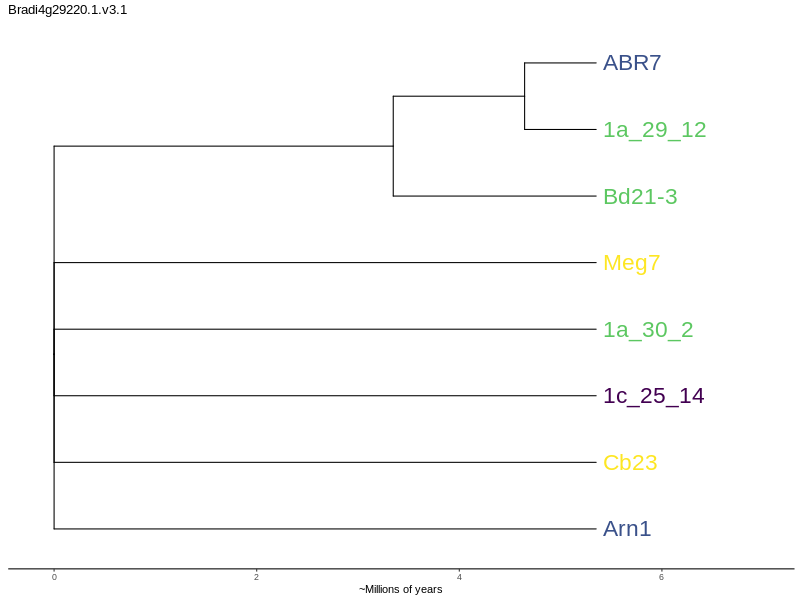 Bradi4g29220.1.v3.1
ABR7
1a_29_12
Bd21-3
Meg7
1a_30_2
1c_25_14
Cb23
Arn1
0 2 4 6
~Millions of years